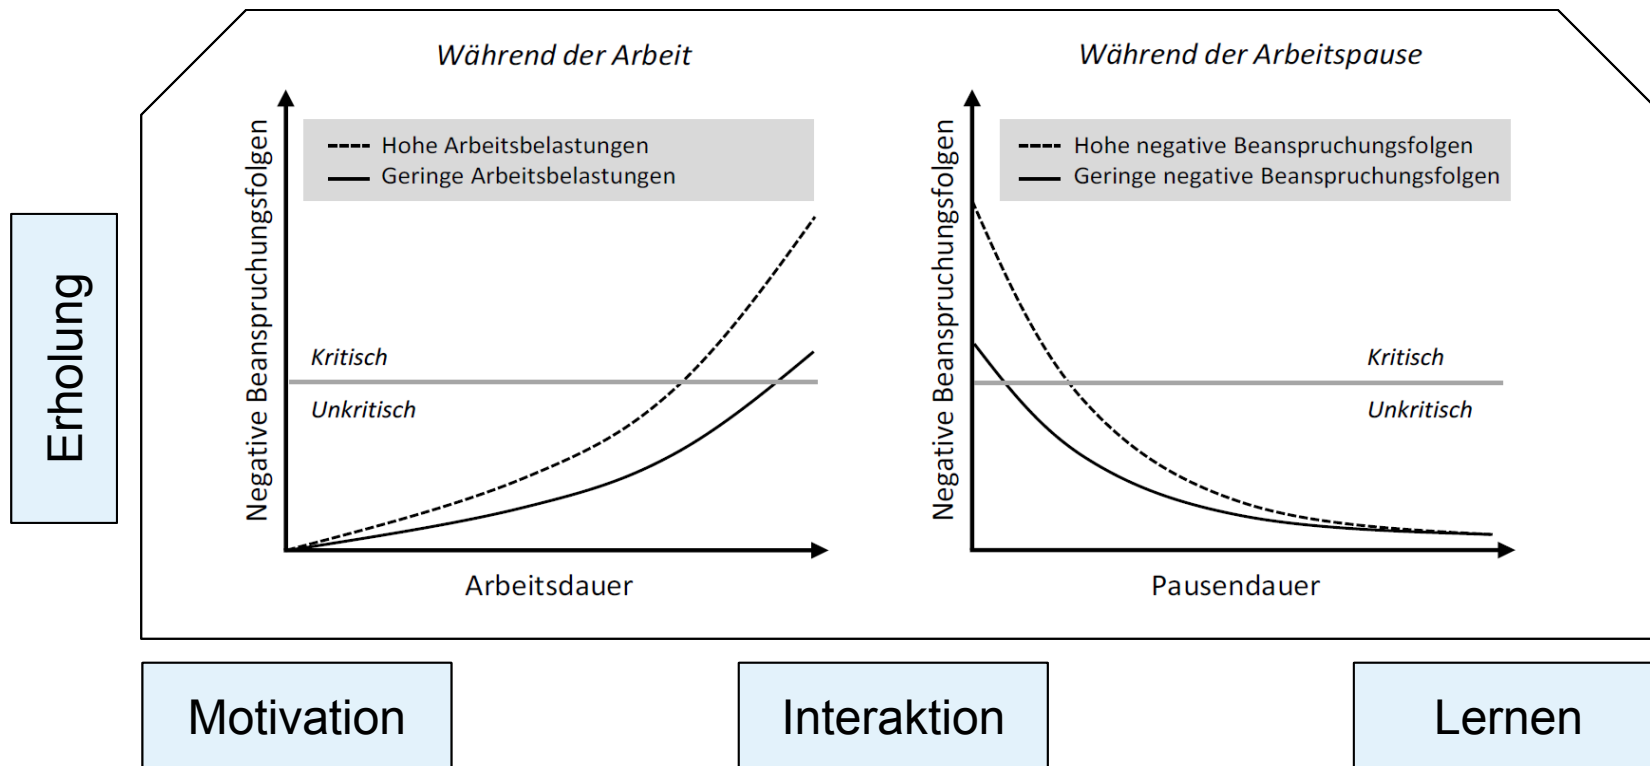 Während der Arbeit
Negative Beanspruchungsfolgen
Hohe Arbeitsbelastungen
Geringe Arbeitsbelastungen
Kritisch
Unkritisch
Arbeitsdauer
Während der Arbeitspause
Negative Beanspruchungsfolgen
Hohe negative Beanspruchungsfolgen
Geringe negative Beanspruchungsfolgen
Kritisch
Unkritisch
Pausendauer
Erholung
Motivation
Interaktion
Lernen